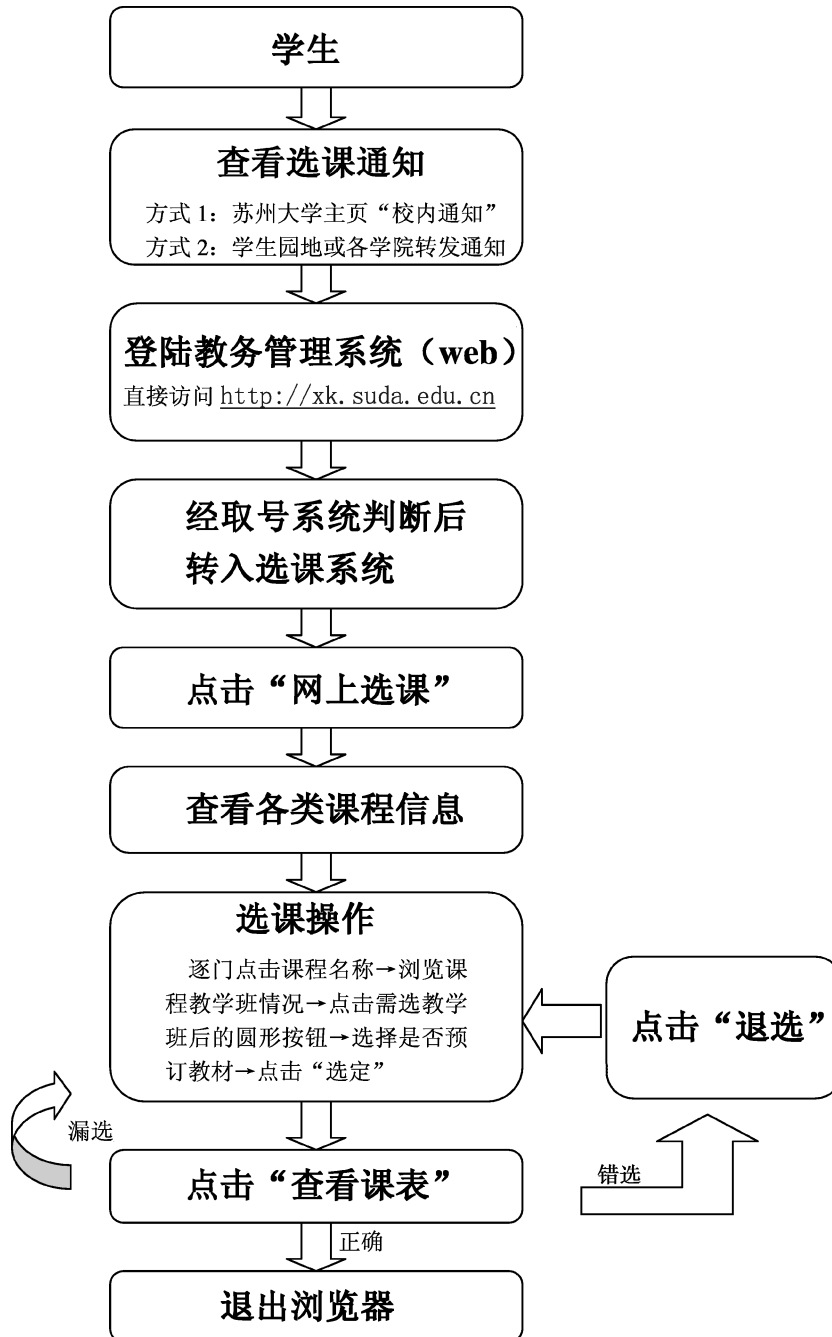 学生
查看选课通知
方式 1：苏州大学主页“校内通知”
方式 2：学生园地或各学院转发通知
登陆教务管理系统（web）
直接访问 http://xk.suda.edu.cn
经取号系统判断后
转入选课系统
点击“网上选课”
查看各类课程信息
选课操作
逐门点击课程名称→浏览课
程教学班情况→点击需选教学
班后的圆形按钮→选择是否预
订教材→点击“选定”
点击“退选”
漏选
点击“查看课表”
错选
正确
退出浏览器